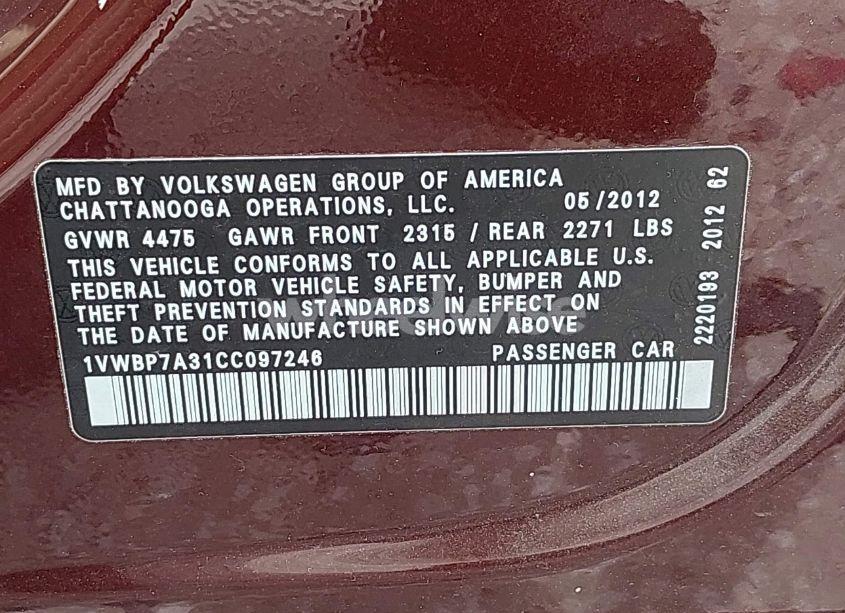 MFD BY VOLKSWAGEN GROUP OF AMERICA
CHATTANOOGA OPERATIONS, LLC. 05/2012
GVWR 4475 GAWR FRONT 2315 / REAR 2271 LBS
THIS VEHICLE CONFORMS TO ALL APPLICABLE U.S.
FEDERAL MOTOR VEHICLE SAFETY, BUMPER AND
THEFT PREVENTION STANDARDS IN EFFECT ON
THE DATE OF MANUFACTURE SHOWN ABOVE
1VWBP7A31CC097246 PASSENGER CAR
2220193 2012 62